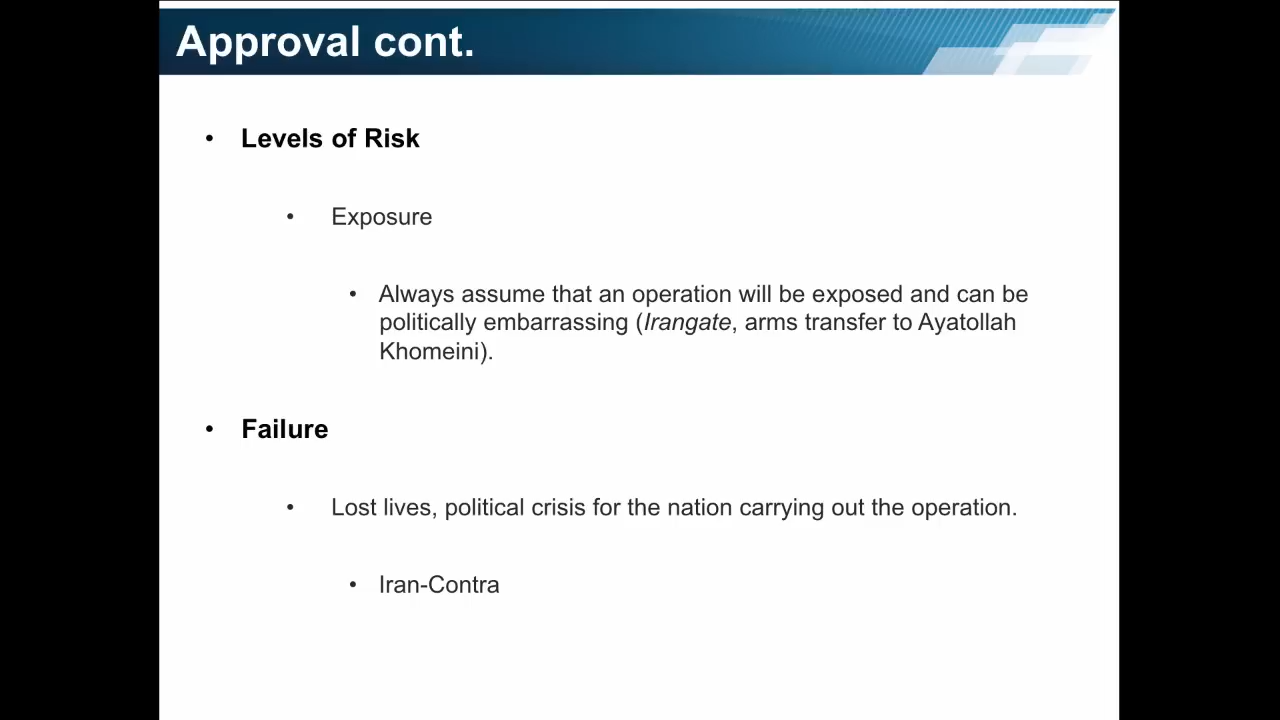 Approval cont.
• Levels of Risk
• Exposure
• Always assume that an operation will be exposed and can be
politically embarrassing (Irangate, arms transfer to Ayatollah
Khomeini).
• Failure
• Lost lives, political crisis for the nation carrying out the operation.
• Iran-Contra